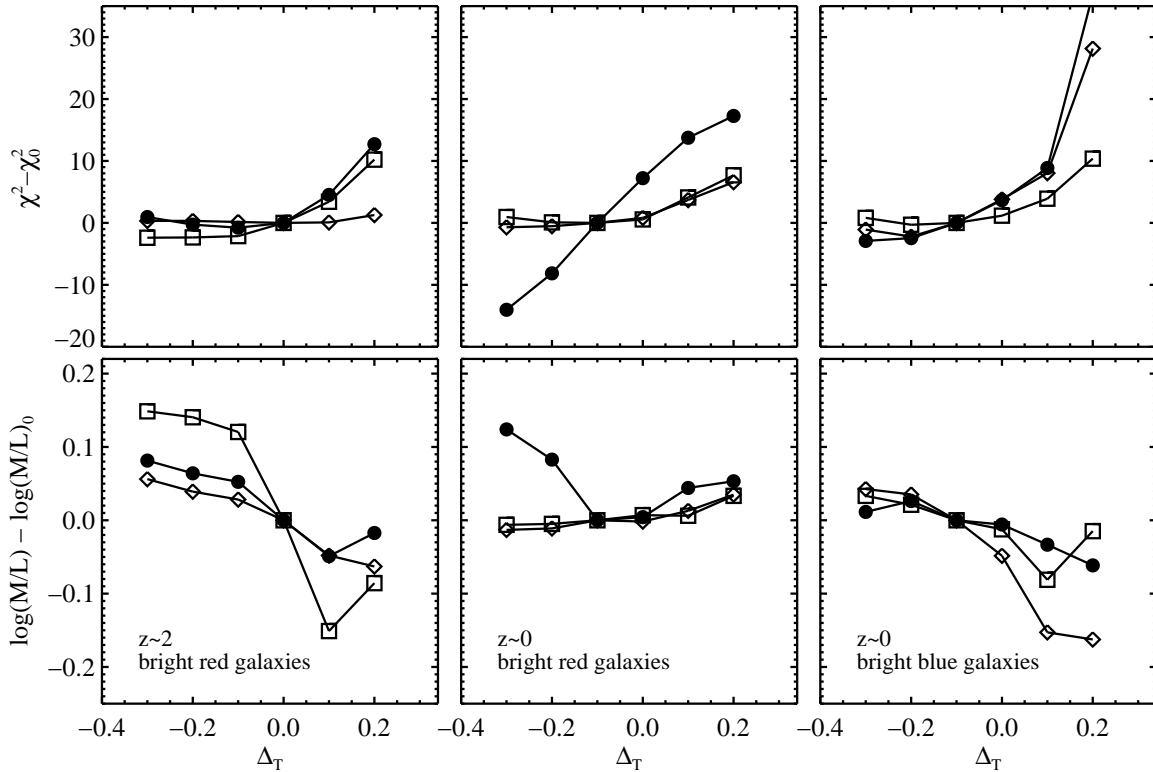 χ²−χ₀²
30
20
10
0
−10
−20
log(M/L) − log(M/L)₀
0.2
0.1
0.0
−0.1
−0.2
z~2
bright red galaxies
z~0
bright red galaxies
z~0
bright blue galaxies
−0.4 −0.2 0.0 0.2
−0.4 −0.2 0.0 0.2
−0.4 −0.2 0.0 0.2
Δ_T
Δ_T
Δ_T